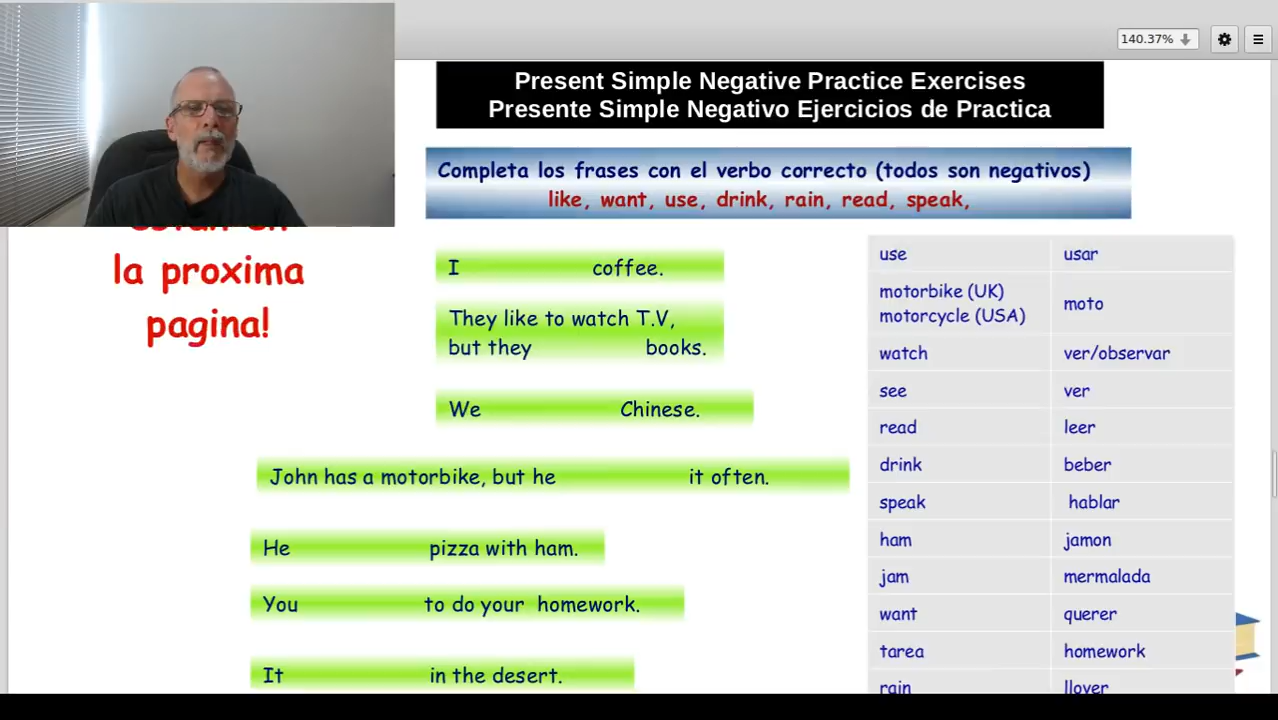 140.37%
Present Simple Negative Practice Exercises
Presente Simple Negativo Ejercicios de Practica
Completa los frases con el verbo correcto (todos son negativos)
like, want, use, drink, rain, read, speak,
la proxima
pagina!
I coffee.
They like to watch T.V,
but they books.
We Chinese.
John has a motorbike, but he it often.
He pizza with ham.
You to do your homework.
It in the desert.
use usar
motorbike (UK)
motorcycle (USA) moto
watch ver/observar
see ver
read leer
drink beber
speak hablar
ham jamon
jam mermalada
want querer
tarea homework
rain llover